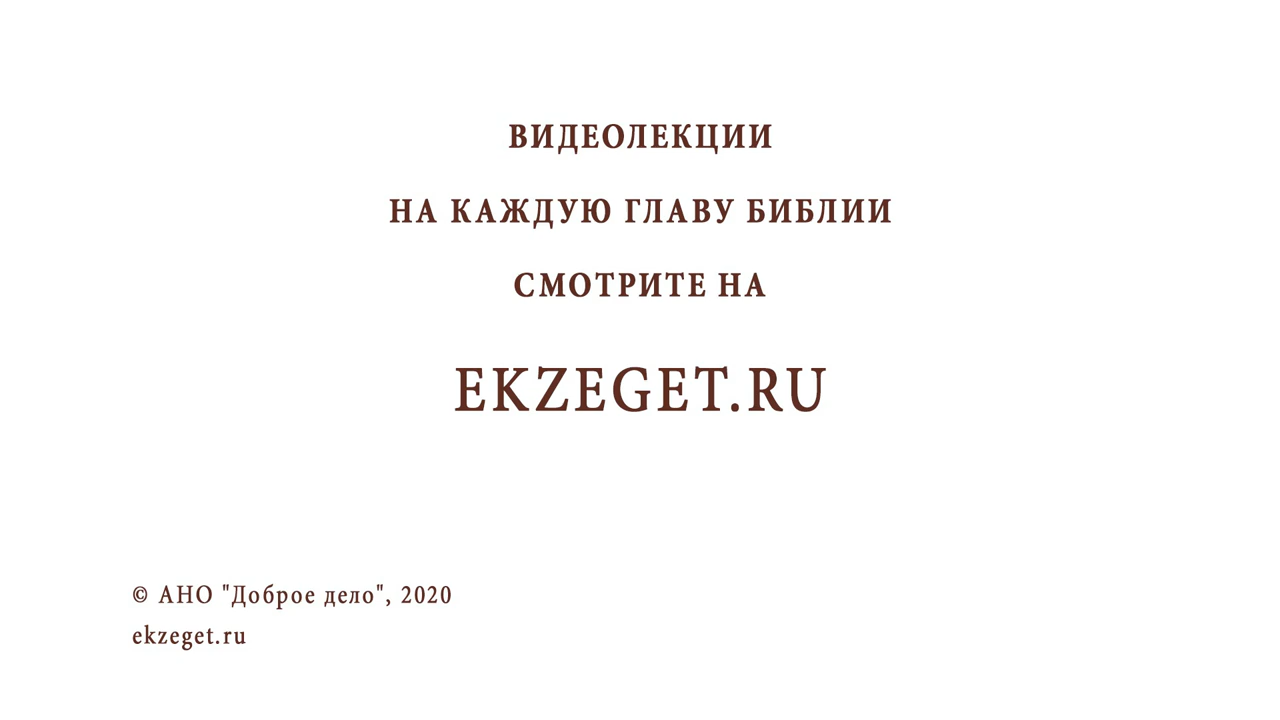 ВИДЕОЛЕКЦИИ
НА КАЖДУЮ ГЛАВУ БИБЛИИ
СМОТРИТЕ НА
EKZEGET.RU
© АНО "Доброе дело", 2020
ekzeget.ru